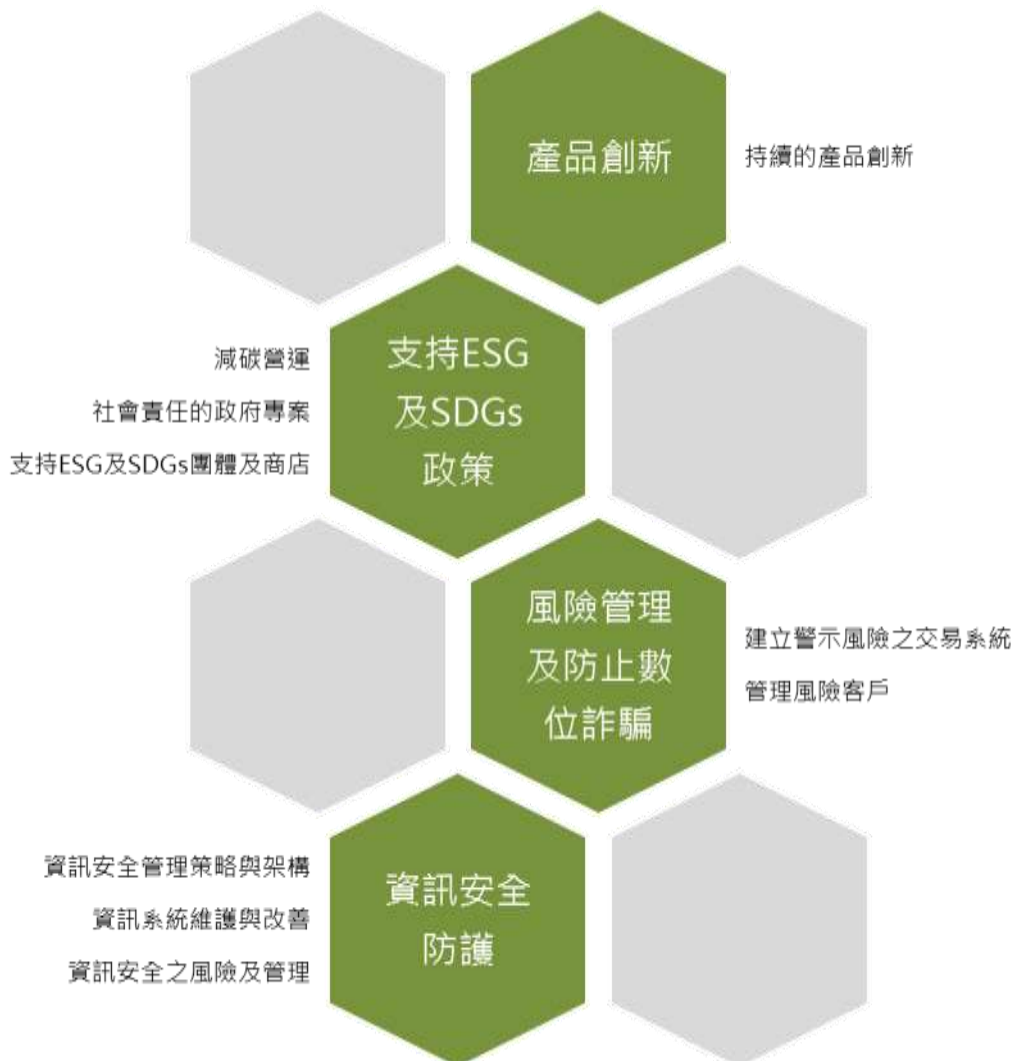 產品創新
持續的產品創新
減碳營運
社會責任的政府專案
支持ESG及SDGs團體及商店
支持ESG
及SDGs
政策
風險管理
及防止數
位詐騙
建立警示風險之交易系統
管理風險客戶
資訊安全管理策略與架構
資訊系統維護與改善
資訊安全之風險及管理
資訊安全
防護